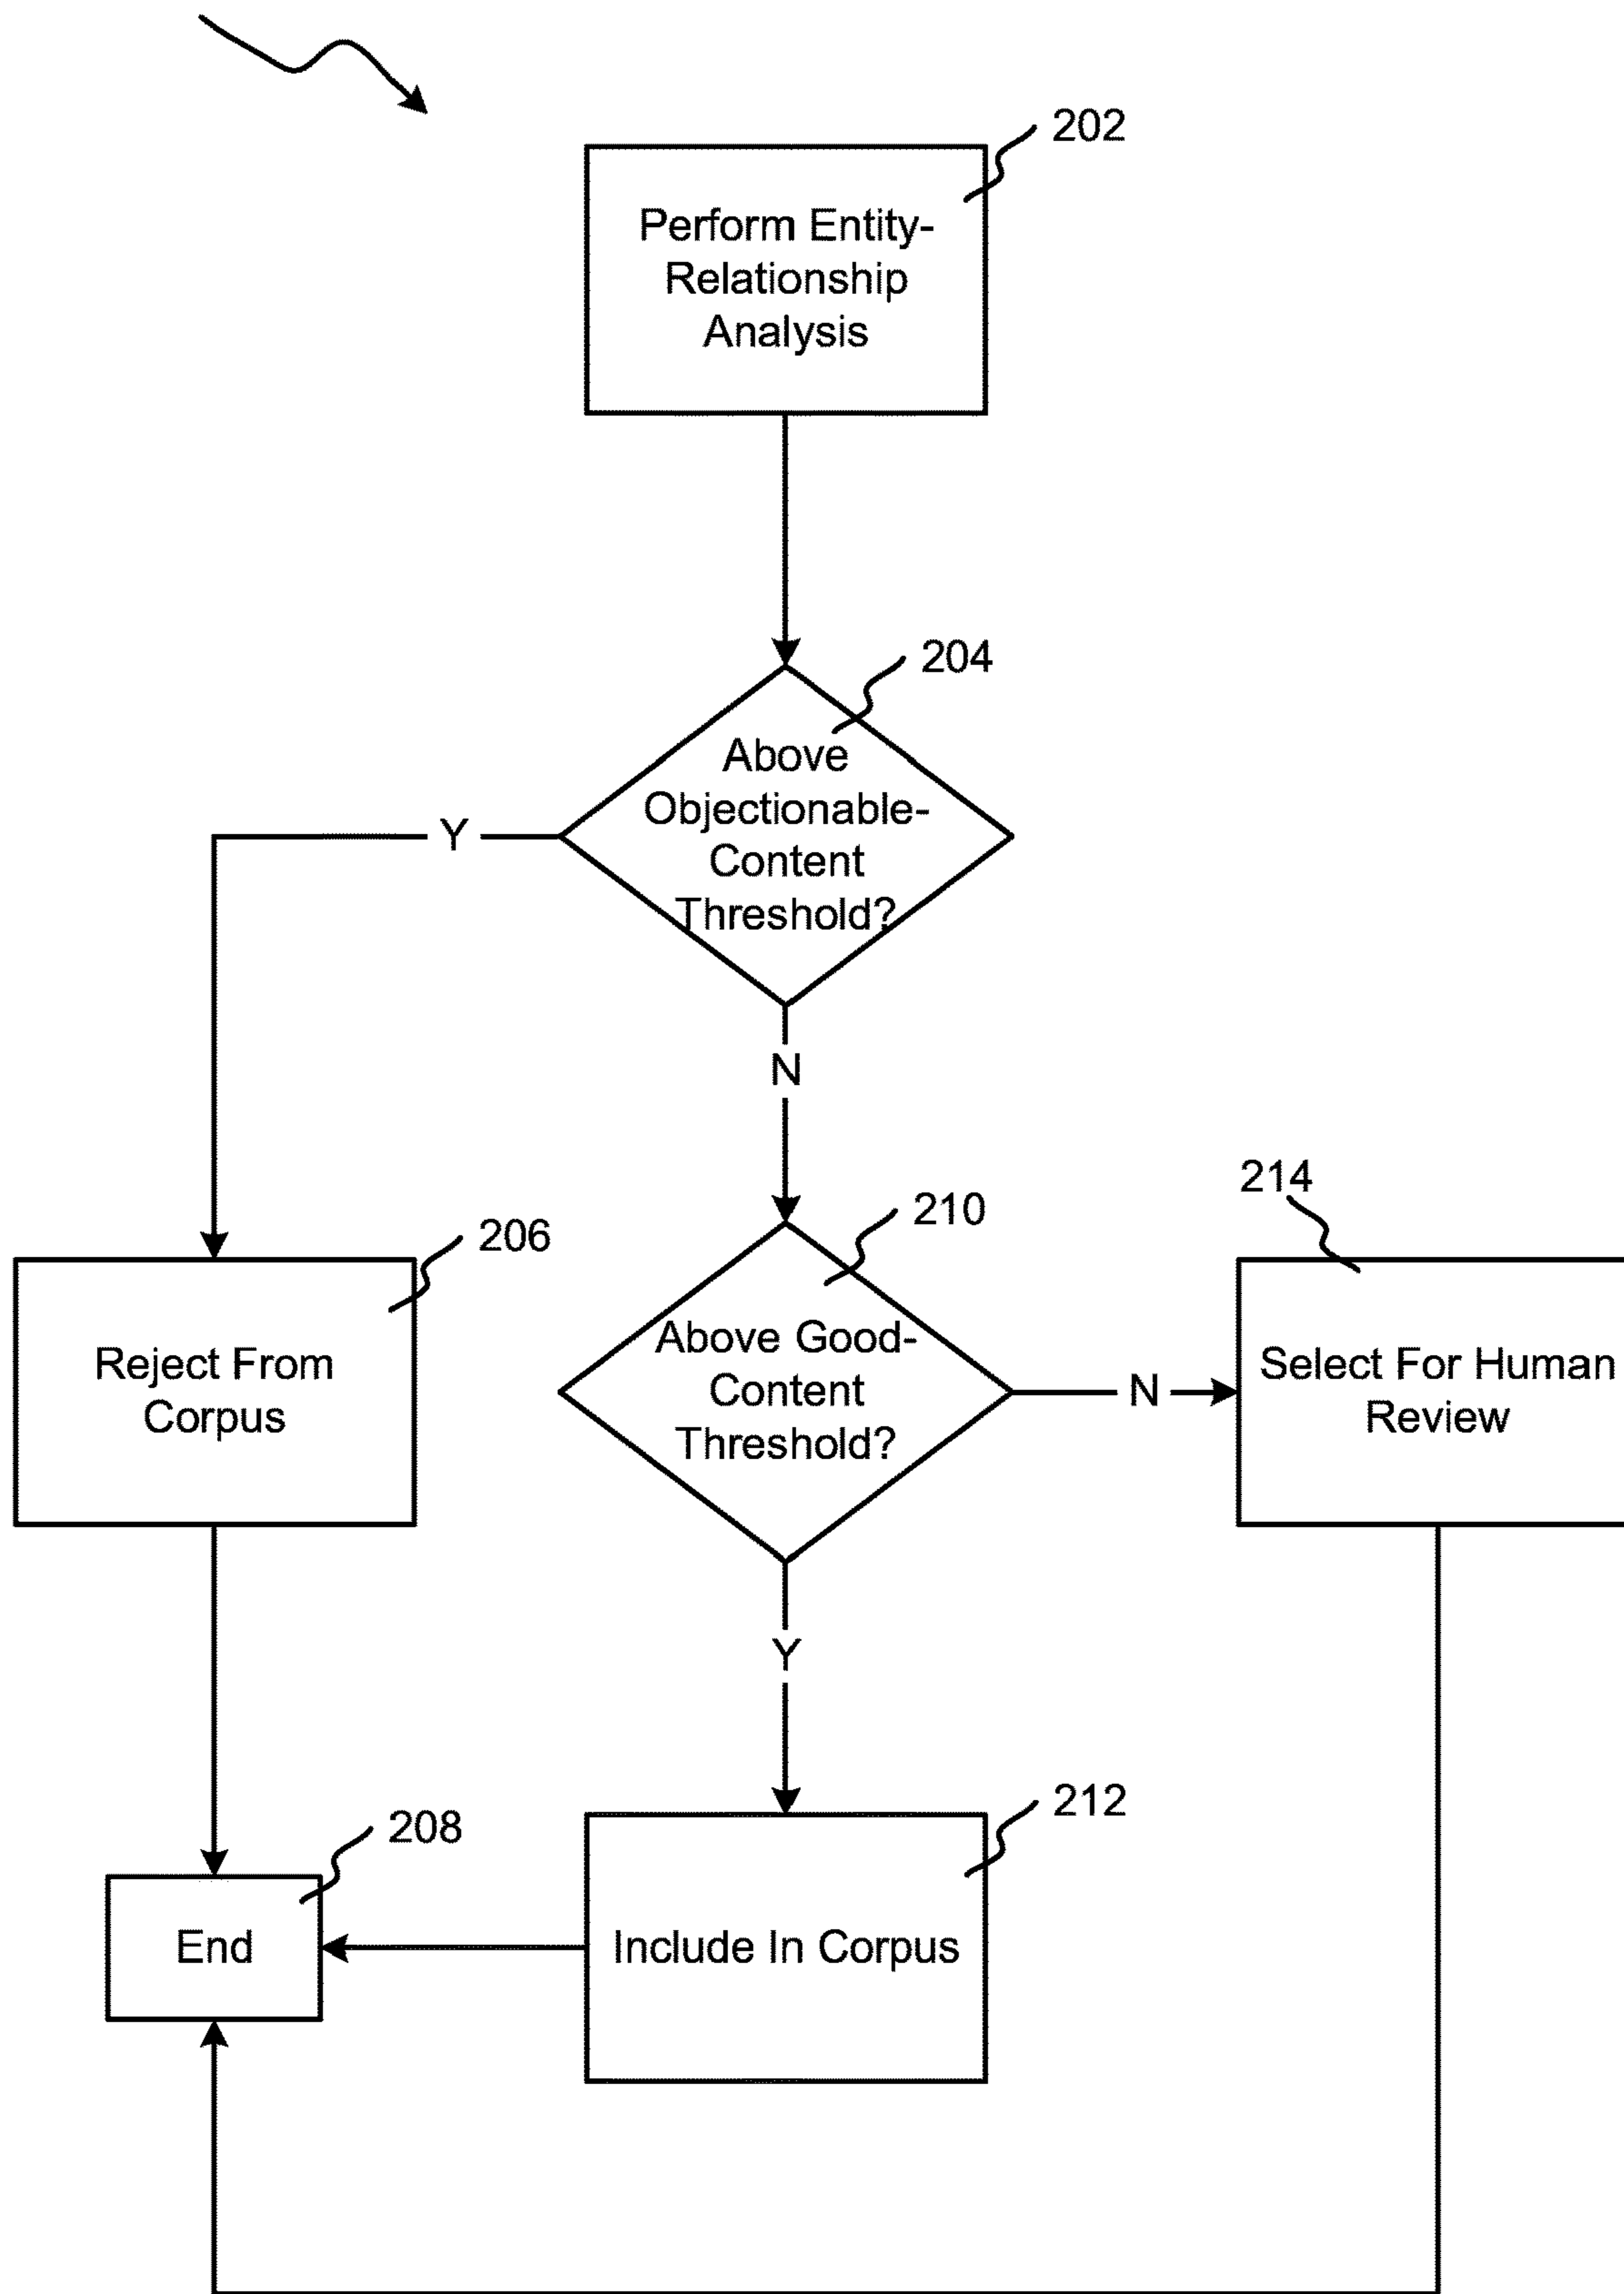 202
Perform Entity-
Relationship
Analysis
204
Above
Objectionable-
Content
Threshold?
Y
N
206
Reject From
Corpus
210
Above Good-
Content
Threshold?
N
214
Select For Human
Review
Y
208
End
212
Include In Corpus